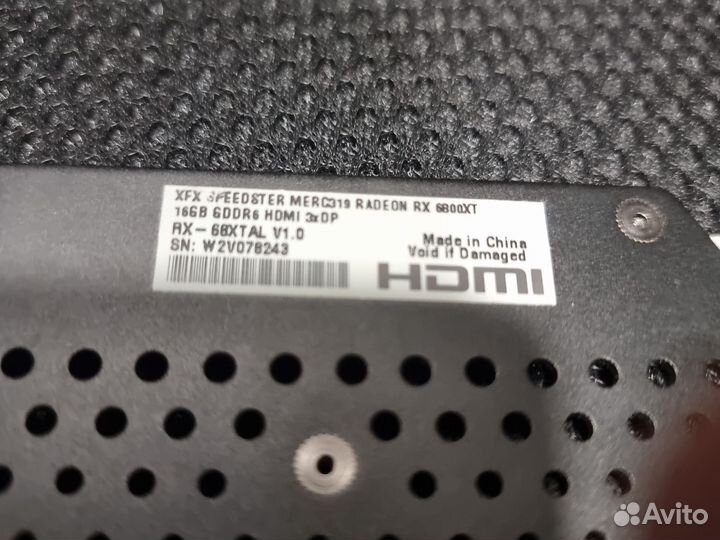 XFX SPEEDSTER MERC319 RADEON RX 6800XT
16GB GDDR6 HDMI 3xDP
RX-68XTAL V1.0
SN: W2V078243
Made in China
Void if Damaged
HDMI
Avito